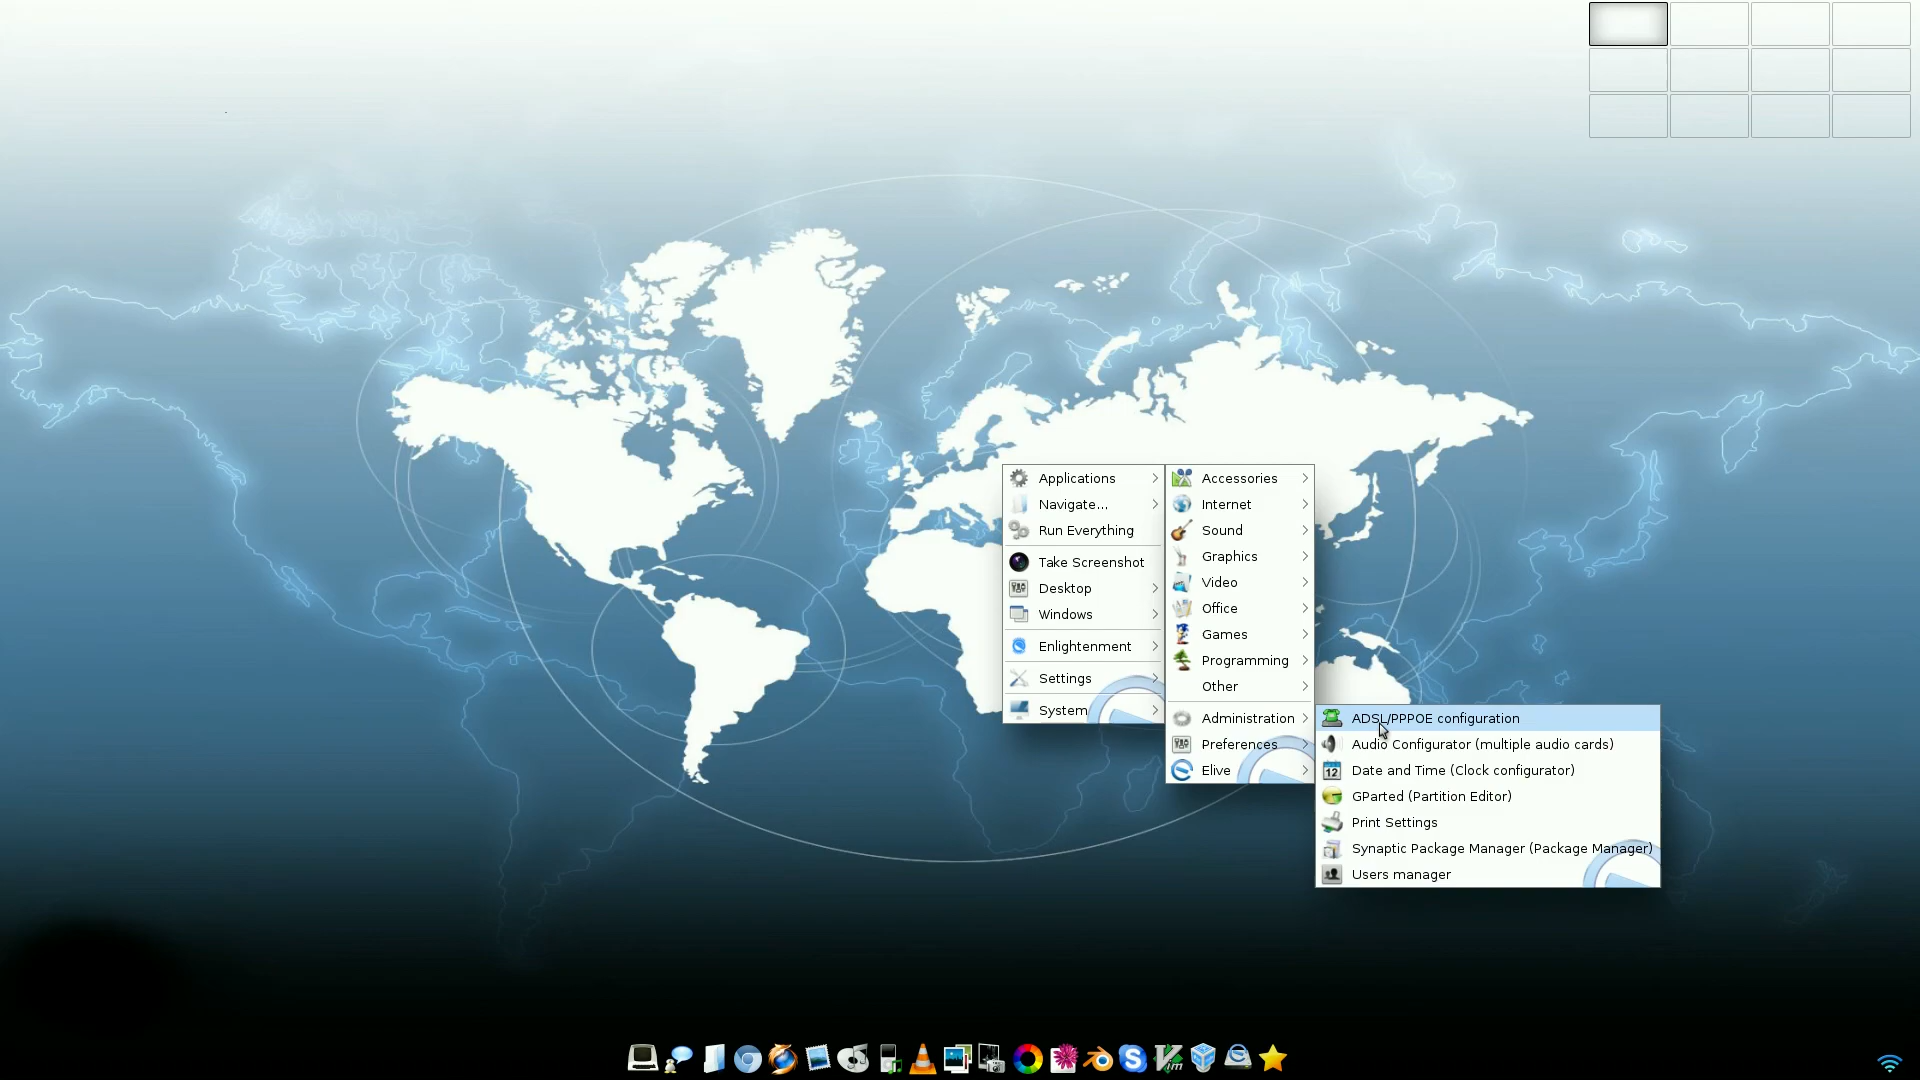 Applications
Navigate...
Run Everything
Take Screenshot
Desktop
Windows
Enlightenment
Settings
System
Accessories
Internet
Sound
Graphics
Video
Office
Games
Programming
Other
Administration
Preferences
Elive
ADSL/PPPOE configuration
Audio Configurator (multiple audio cards)
Date and Time (Clock configurator)
12
GParted (Partition Editor)
Print Settings
Synaptic Package Manager (Package Manager)
Users manager
Vim